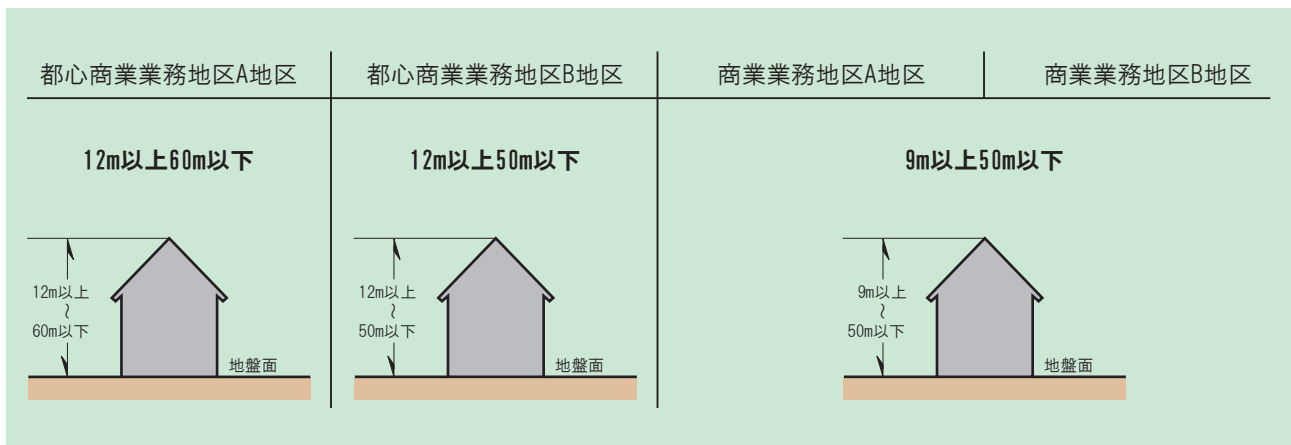 都心商業業務地区A地区
都心商業業務地区B地区
商業業務地区A地区
商業業務地区B地区
12m以上60m以下
12m以上50m以下
9m以上50m以下
12m以上
～
60m以下
地盤面
12m以上
～
50m以下
地盤面
9m以上
～
50m以下
地盤面